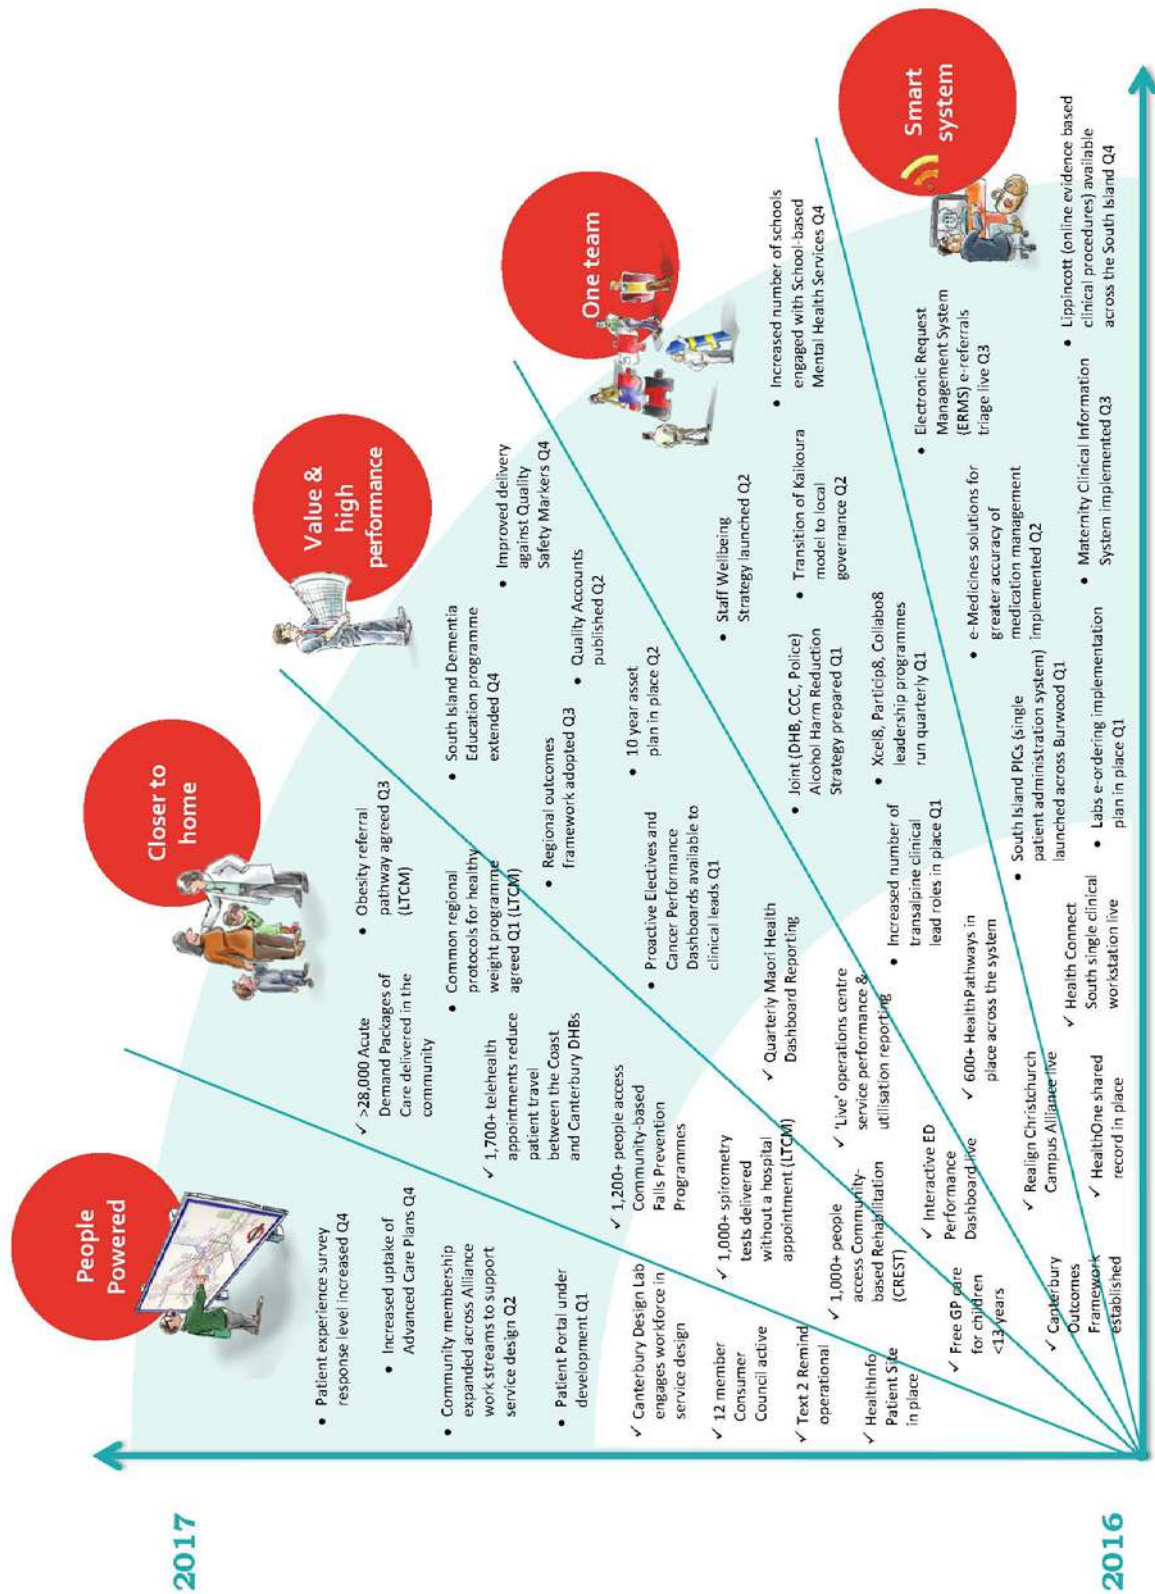 2017
2016
People
Powered
• Patient experience survey
response level increased Q4
• Increased uptake of
Advanced Care Plans Q4
• Community membership
expanded across Alliance
work streams to support
service design Q2
• Patient Portal under
development Q1
✓ Canterbury Design Lab
engages workforce in
service design
✓ 12 member
Consumer
Council active
✓ Text 2 Remind
operational
✓ HealthInfo
Patient Site
in place
Closer to
home
• Obesity referral
pathway agreed Q3
(LTCM)
✓ >28,000 Acute
Demand Packages of
Care delivered in the
community
• Common regional
protocols for healthy
weight programme
agreed Q1 (LTCM)
✓ 1,700+ telehealth
appointments reduce
patient travel
between the Coast
and Canterbury DHBs
✓ 1,200+ people access
Community-based
Falls Prevention
Programmes
✓ 1,000+ spirometry
tests delivered
without a hospital
appointment (LTCM)
✓ 1,000+ people
access Community-
based Rehabilitation
(CREST)
✓ Free GP care
for children
<13 years
Value &
high
performance
• South Island Dementia
Education programme
extended Q4
• Improved delivery
against Quality
Safety Markers Q4
• Regional outcomes
framework adopted Q3
• Quality Accounts
published Q2
• 10 year asset
plan in place Q2
• Proactive Electives and
Cancer Performance
Dashboards available to
clinical leads Q1
✓ Quarterly Maori Health
Dashboard Reporting
✓ 'Live' operations centre
service performance &
utilisation reporting
✓ Interactive ED
Performance
Dashboard live
✓ Canterbury
Outcomes
Framework
established
One team
• Increased number of schools
engaged with School-based
Mental Health Services Q4
• Staff Wellbeing
Strategy launched Q2
• Transition of Kaikoura
model to local
governance Q2
• Joint (DHB, CCC, Police)
Alcohol Harm Reduction
Strategy prepared Q1
• Xcel8, Particip8, Collabo8
leadership programmes
run quarterly Q1
• Increased number of
transalpine clinical
lead roles in place Q1
✓ 600+ HealthPathways in
place across the system
✓ Realign Christchurch
Campus Alliance live
Smart
system
• Electronic Request
Management System
(ERMS) e-referrals
triage live Q3
• Lippincott (online evidence based
clinical procedures) available
across the South Island Q4
• e-Medicines solutions for
greater accuracy of
medication management
implemented Q2
• Maternity Clinical Information
System implemented Q3
• South Island PICs (single
patient administration system)
launched across Burwood Q1
• Labs e-ordering implementation
plan in place Q1
✓ Health Connect
South single clinical
workstation live
✓ HealthOne shared
record in place